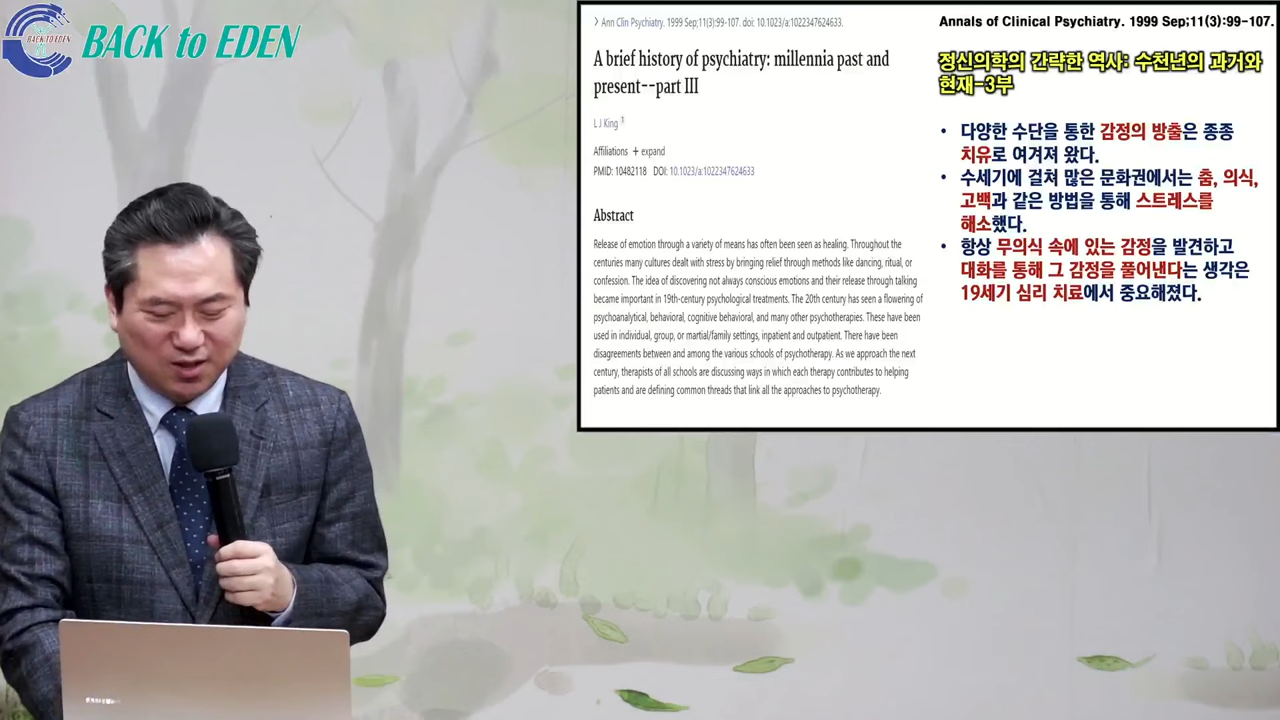 BACK TO EDEN
BACK to EDEN
Ann Clin Psychiatry. 1999 Sep;11(3):99-107. doi: 10.1023/a:1022347624633.
A brief history of psychiatry: millennia past and
present--part III
L J King 1
Affiliations + expand
PMID: 10482118 DOI: 10.1023/a:1022347624633
Abstract
Release of emotion through a variety of means has often been seen as healing. Throughout the
centuries many cultures dealt with stress by bringing relief through methods like dancing, ritual, or
confession. The idea of discovering not always conscious emotions and their release through talking
became important in 19th-century psychological treatments. The 20th century has seen a flowering of
psychoanalytical, behavioral, cognitive behavioral, and many other psychotherapies. These have been
used in individual, group, or martial/family settings, inpatient and outpatient. There have been
disagreements between and among the various schools of psychotherapy. As we approach the next
century, therapists of all schools are discussing ways in which each therapy contributes to helping
patients and are defining common threads that link all the approaches to psychotherapy.
Annals of Clinical Psychiatry. 1999 Sep;11(3):99-107.
정신의학의 간략한 역사: 수천년의 과거와
현재-3부
• 다양한 수단을 통한 감정의 방출은 종종
치유로 여겨져 왔다.
• 수세기에 걸쳐 많은 문화권에서는 춤, 의식,
고백과 같은 방법을 통해 스트레스를
해소했다.
• 항상 무의식 속에 있는 감정을 발견하고
대화를 통해 그 감정을 풀어낸다는 생각은
19세기 심리 치료에서 중요해졌다.